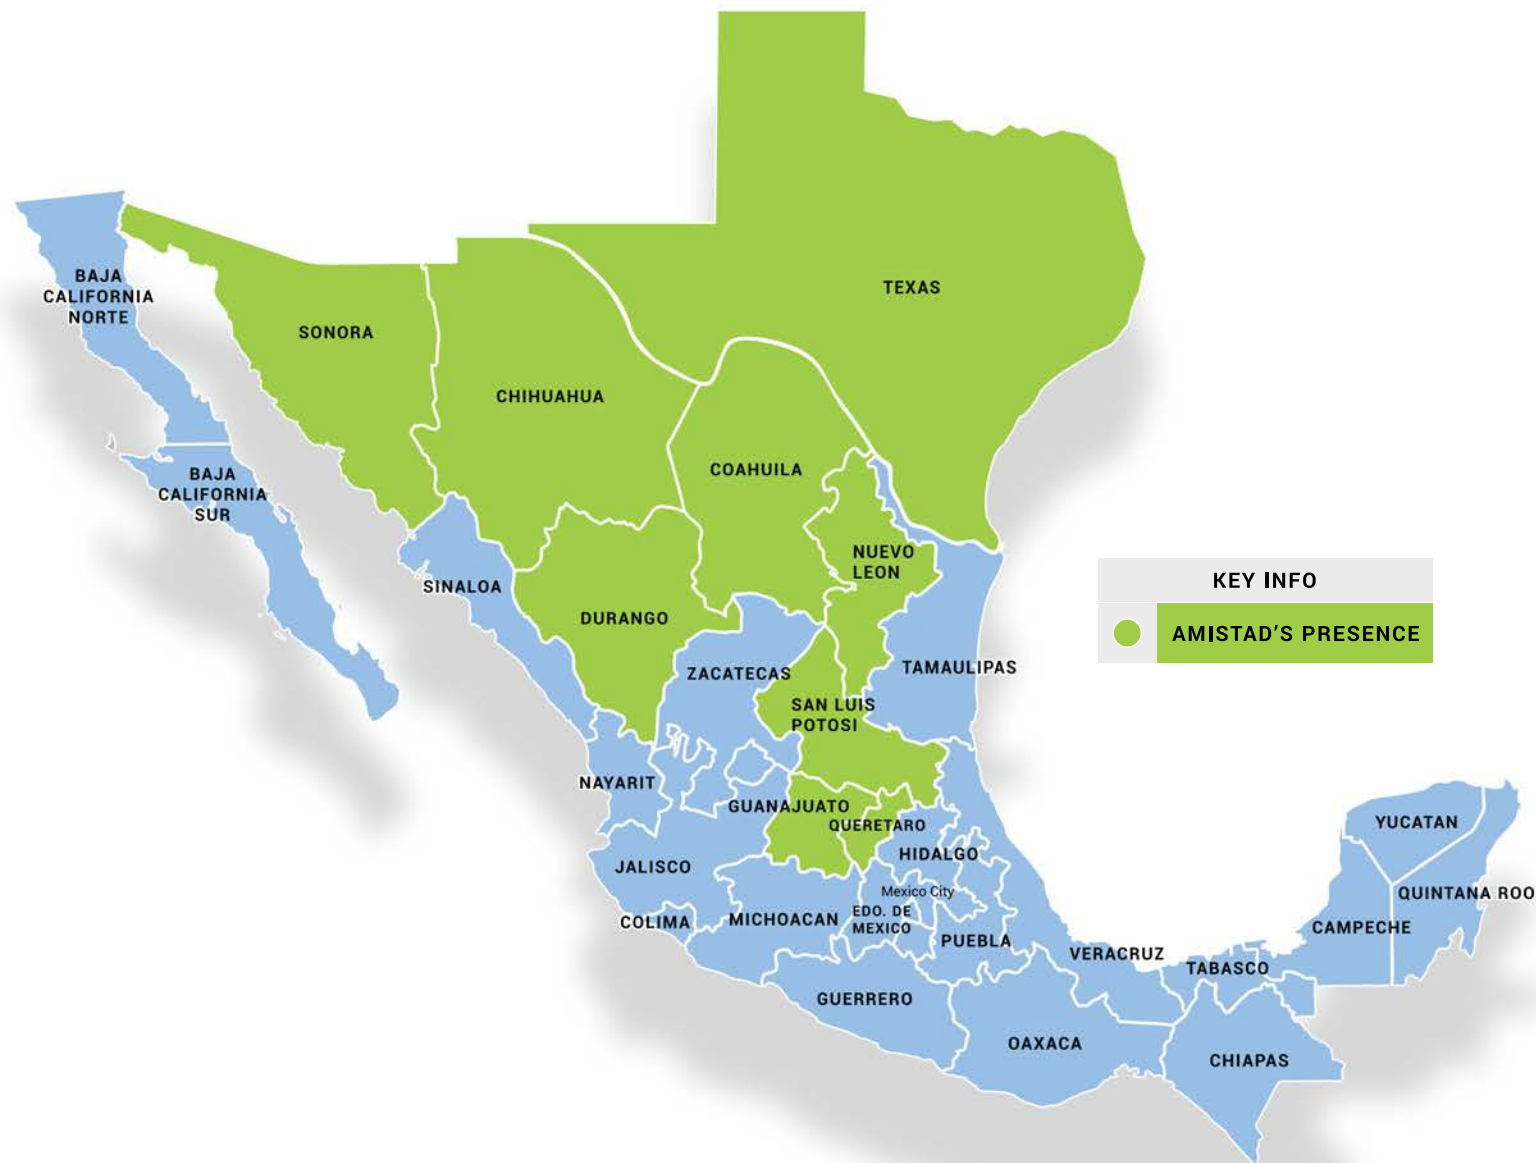 TEXAS
BAJA
CALIFORNIA
NORTE
SONORA
CHIHUAHUA
COAHUILA
BAJA
CALIFORNIA
SUR
NUEVO
LEON
SINALOA
DURANGO
KEY INFO
AMISTAD'S PRESENCE
ZACATECAS
TAMAULIPAS
SAN LUIS
POTOSI
NAYARIT
GUANAJUATO
QUERETARO
YUCATAN
HIDALGO
JALISCO
Mexico City
QUINTANA ROO
COLIMA
MICHOACAN
EDO. DE
MEXICO
PUEBLA
CAMPECHE
VERACRUZ
TABASCO
GUERRERO
OAXACA
CHIAPAS